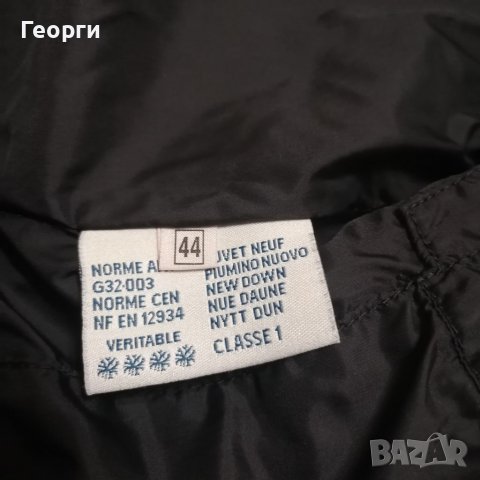 Георги
44
NORME
G32-003
NORME CEN
NF EN 12934
VERITABLE
NEUF
PIUMINO NUOVO
NEW DOWN
NUE DAUNE
NYTT DUN
CLASSE 1
BAZAR